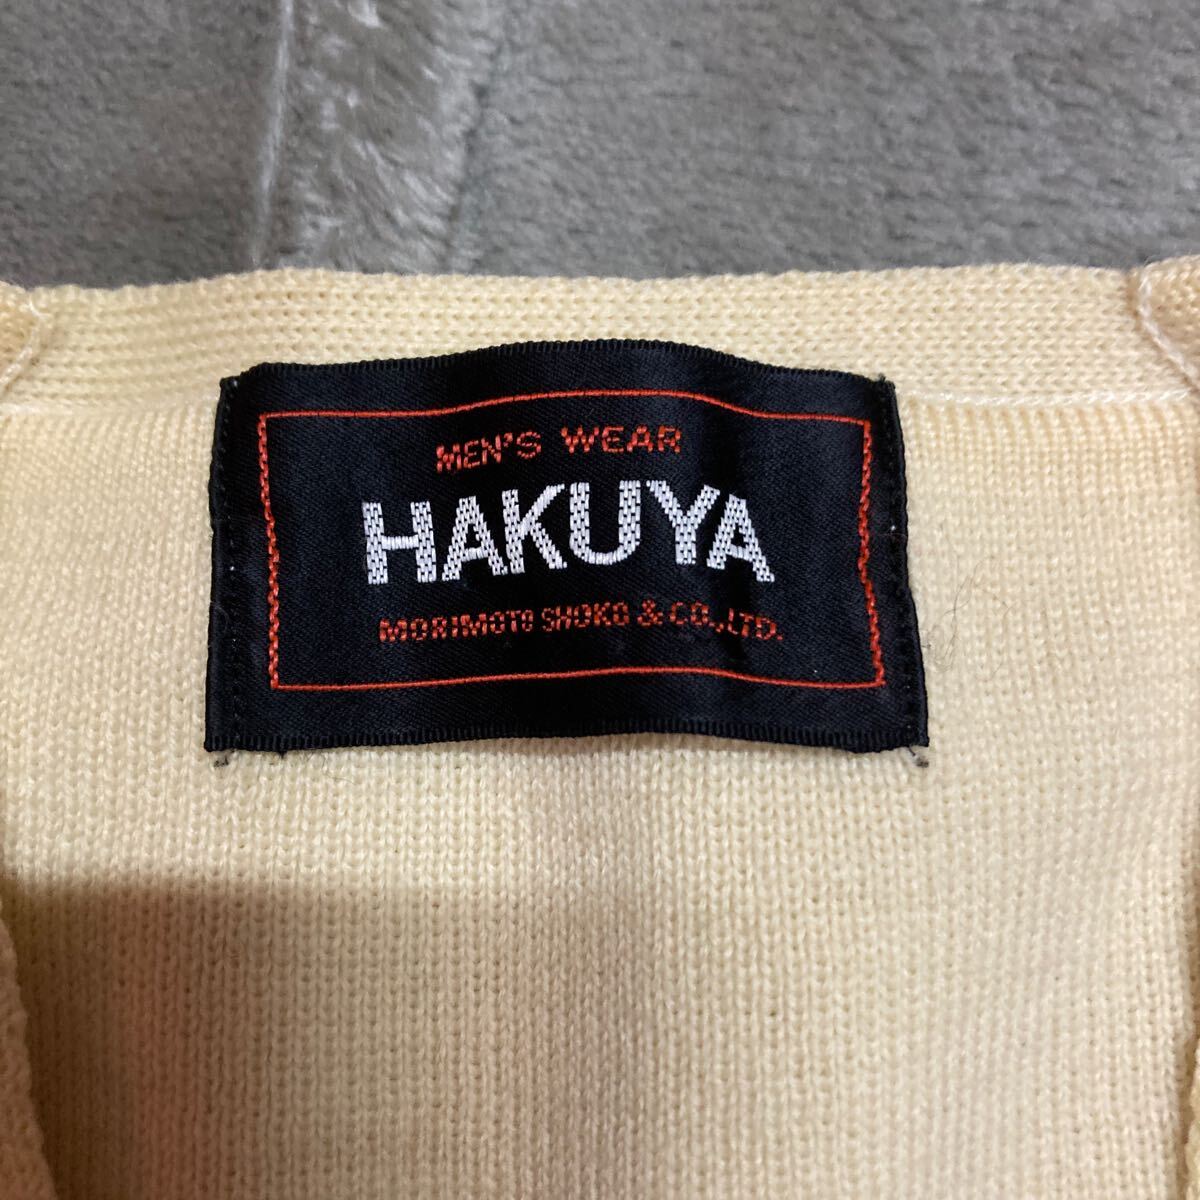 MEN'S WEAR
HAKUYA
MORIMOTO SHOKO & CO.,LTD.